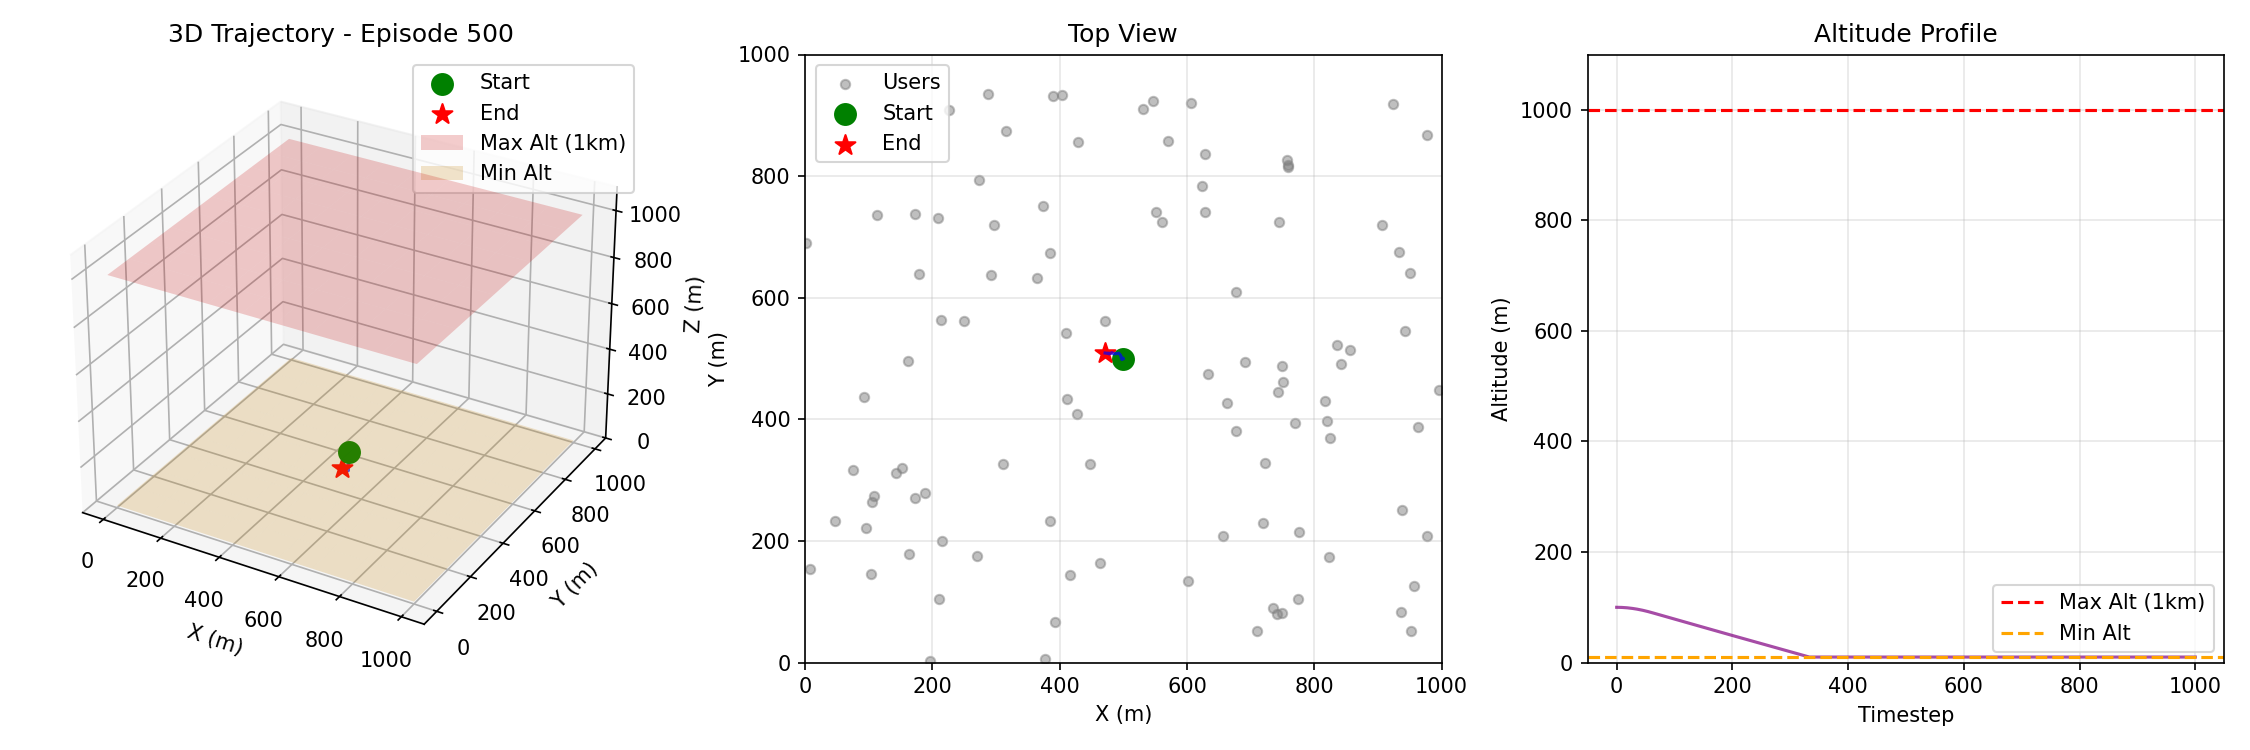 3D Trajectory - Episode 500
Start
End
Max Alt (1km)
Min Alt
1000
800
600
400
200
0
Z (m)
0
200
400
600
800
1000
X (m)
0
200
400
600
800
1000
Y (m)
Top View
Users
Start
End
1000
800
600
400
200
0
Y (m)
0
200
400
600
800
1000
X (m)
Altitude Profile
1000
800
600
400
200
0
Altitude (m)
Max Alt (1km)
Min Alt
0
200
400
600
800
1000
Timestep